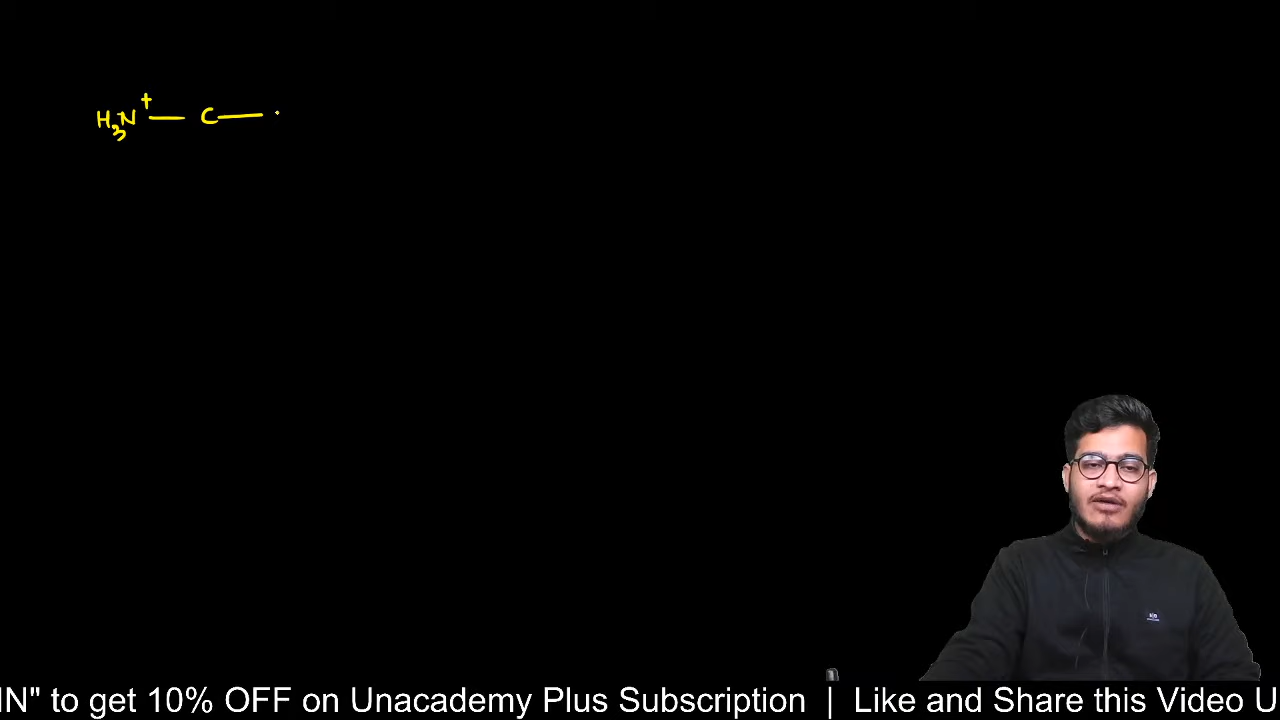 H₃N⁺ — C —
IN" to get 10% OFF on Unacademy Plus Subscription | Like and Share this Video U